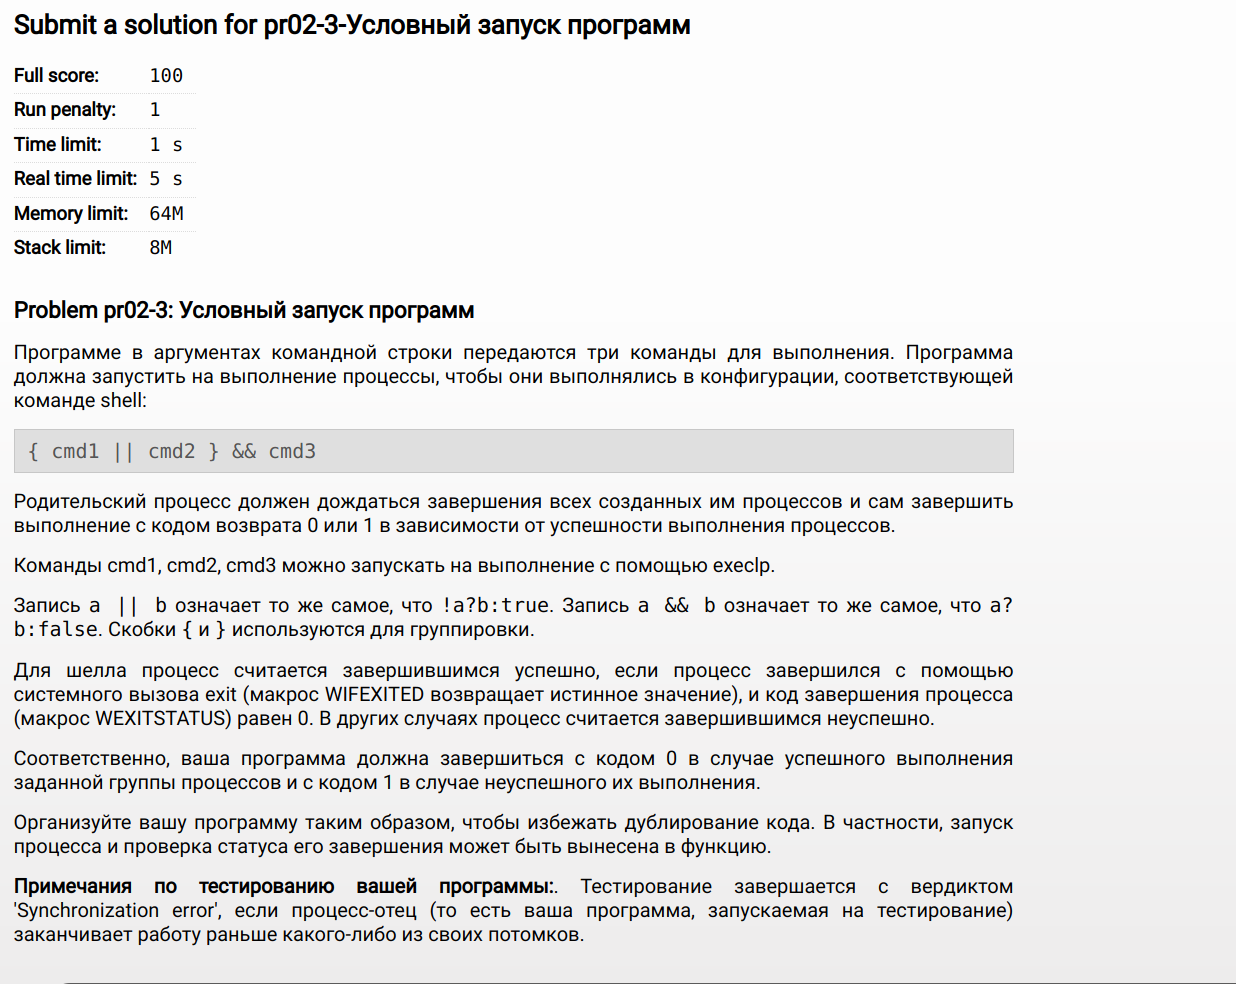 Submit a solution for pr02-3-Условный запуск программ
Full score: 100
Run penalty: 1
Time limit: 1 s
Real time limit: 5 s
Memory limit: 64M
Stack limit: 8M
Problem pr02-3: Условный запуск программ
Программе в аргументах командной строки передаются три команды для выполнения. Программа
должна запустить на выполнение процессы, чтобы они выполнялись в конфигурации, соответствующей
команде shell:
{ cmd1 || cmd2 } && cmd3
Родительский процесс должен дождаться завершения всех созданных им процессов и сам завершить
выполнение с кодом возврата 0 или 1 в зависимости от успешности выполнения процессов.
Команды cmd1, cmd2, cmd3 можно запускать на выполнение с помощью execlp.
Запись a || b означает то же самое, что !a?b:true. Запись a && b означает то же самое, что a?
b:false. Скобки { и } используются для группировки.
Для шелла процесс считается завершившимся успешно, если процесс завершился с помощью
системного вызова exit (макрос WIFEXITED возвращает истинное значение), и код завершения процесса
(макрос WEXITSTATUS) равен 0. В других случаях процесс считается завершившимся неуспешно.
Соответственно, ваша программа должна завершиться с кодом 0 в случае успешного выполнения
заданной группы процессов и с кодом 1 в случае неуспешного их выполнения.
Организуйте вашу программу таким образом, чтобы избежать дублирование кода. В частности, запуск
процесса и проверка статуса его завершения может быть вынесена в функцию.
Примечания по тестированию вашей программы:. Тестирование завершается с вердиктом
'Synchronization error', если процесс-отец (то есть ваша программа, запускаемая на тестирование)
заканчивает работу раньше какого-либо из своих потомков.